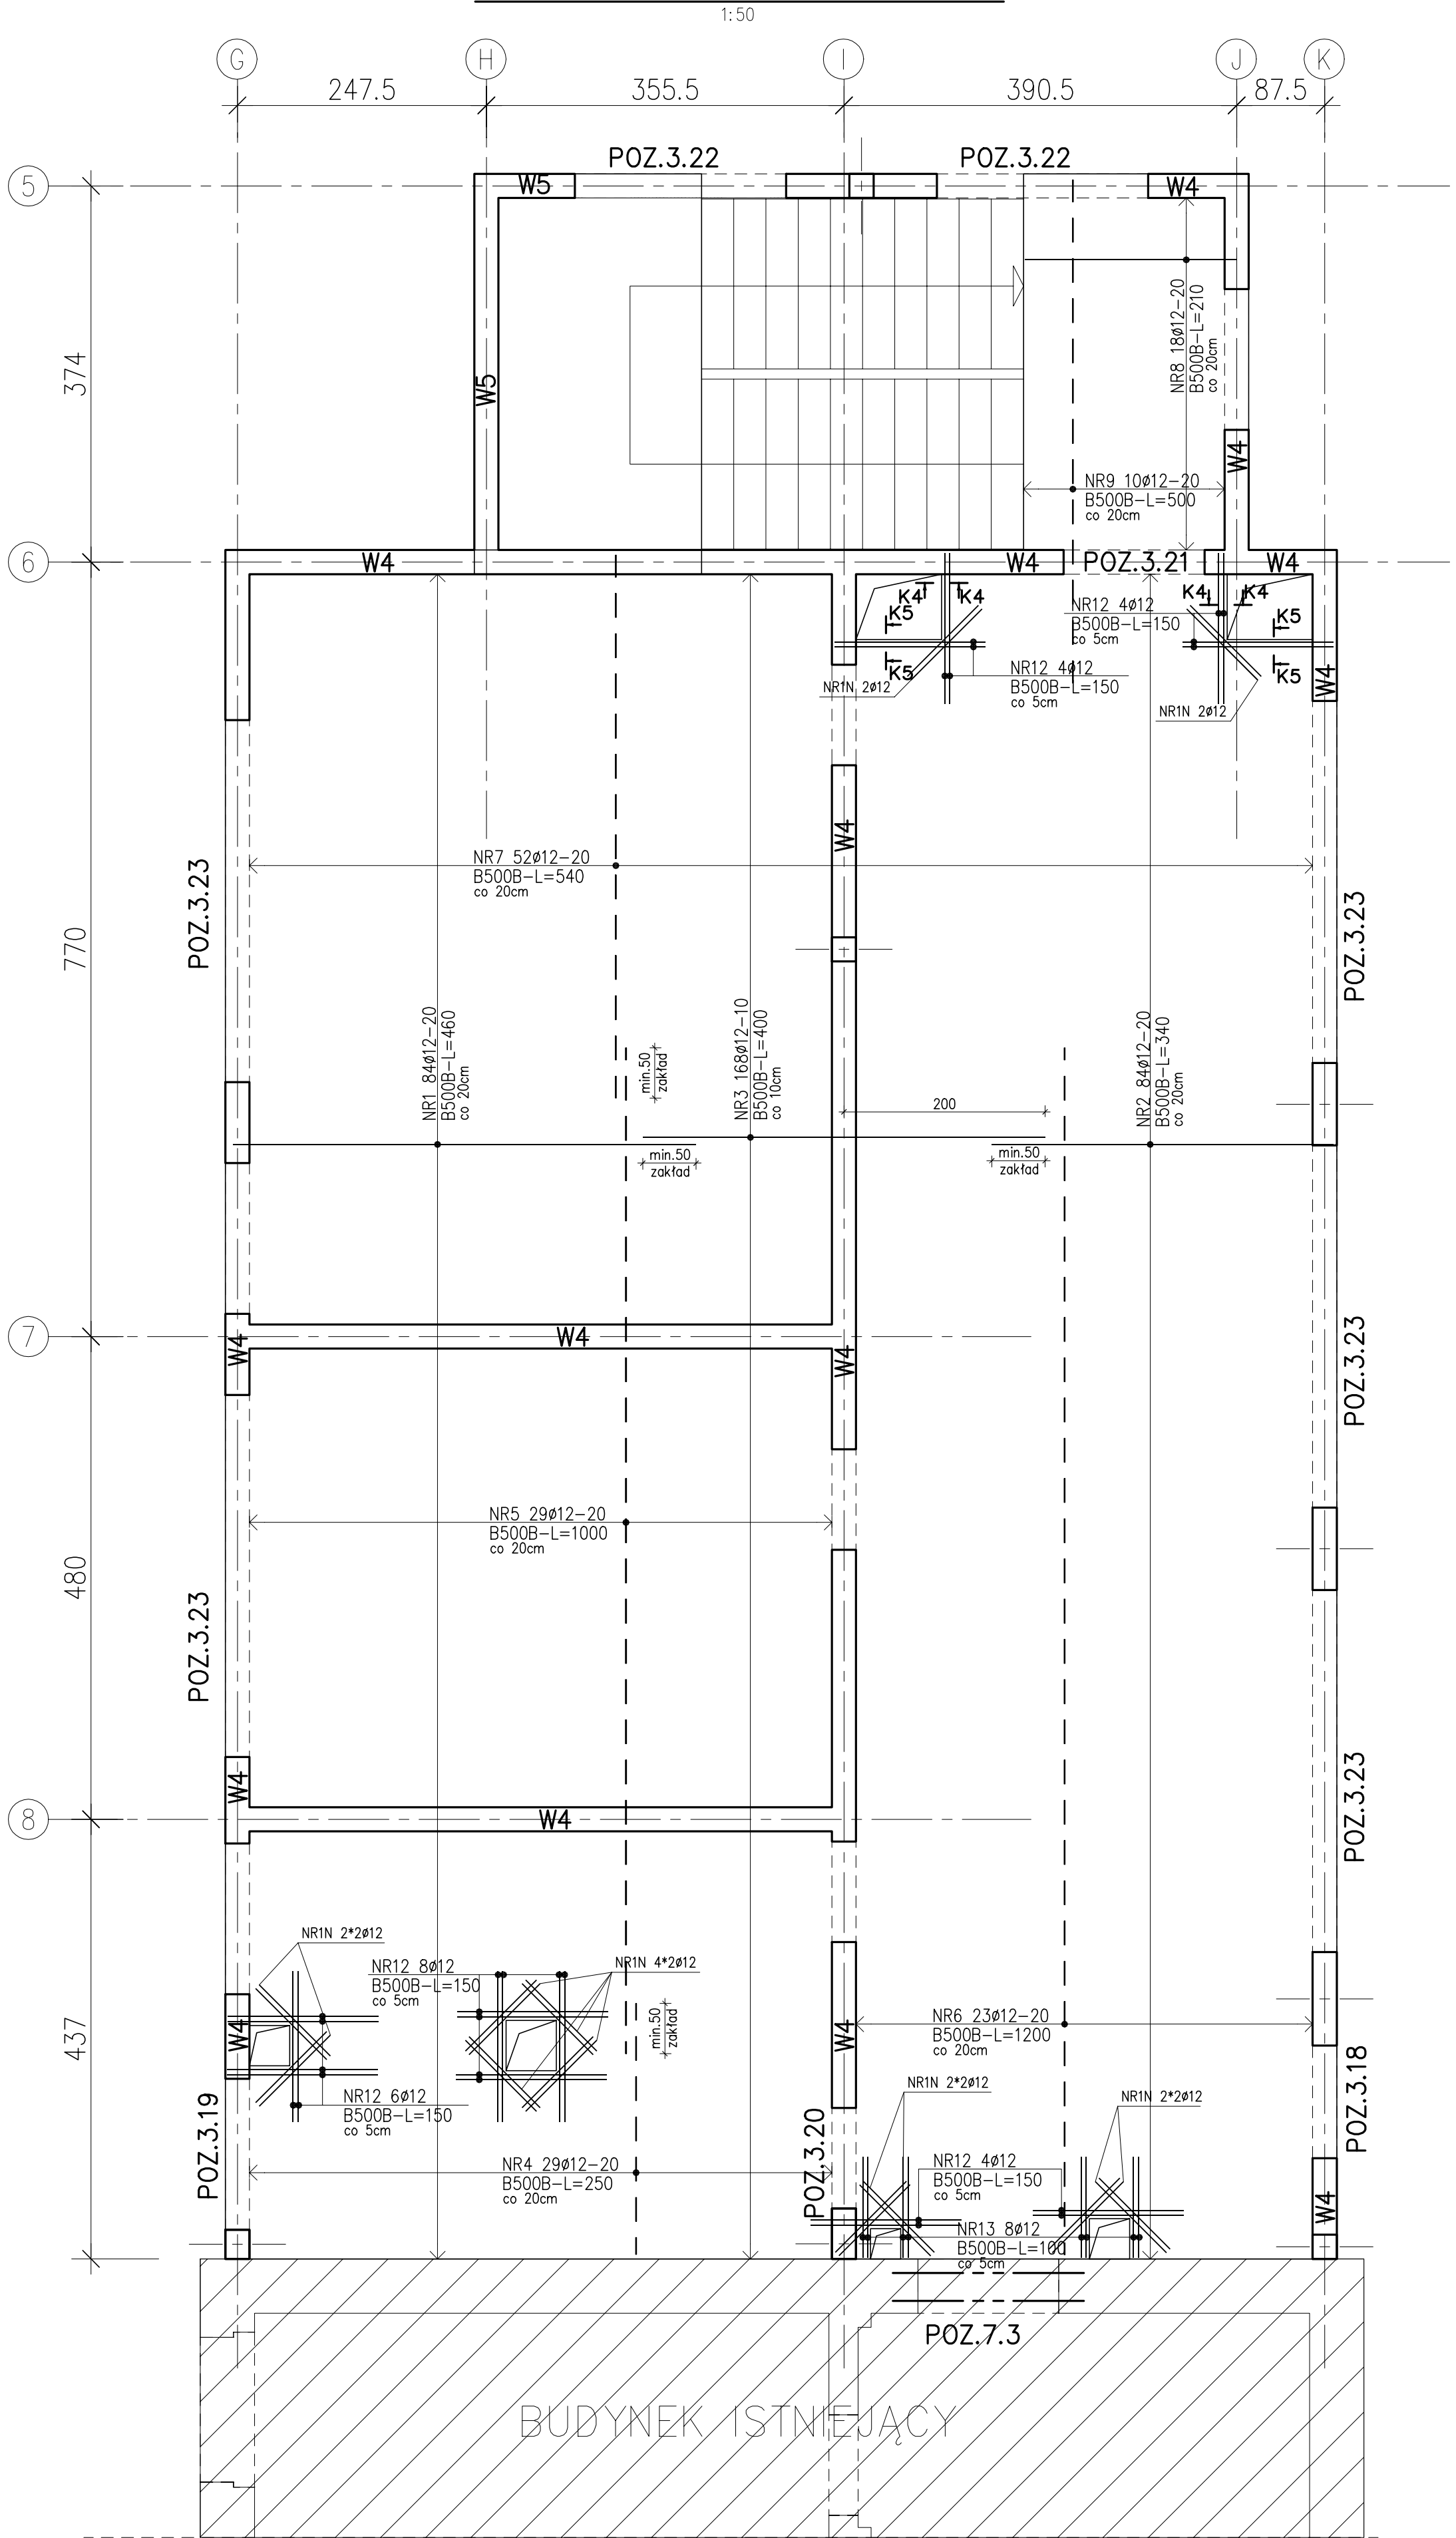 1:50
G
H
I
J
K
247.5
355.5
390.5
87.5
POZ.3.22
POZ.3.22
5
W5
W4
374
W5
NR8 18ø12-20
B500B-L=210
co 20cm
W4
NR9 10ø12-20
B500B-L=500
co 20cm
6
W4
W4
POZ.3.21
W4
K4
K4
K5
K5
NR12 4ø12
B500B-L=150
co 5cm
K4
K4
K5
K5
NR12 4ø12
B500B-L=150
co 5cm
NR1N 2ø12
NR1N 2ø12
W4
W4
POZ.3.23
NR7 52ø12-20
B500B-L=540
co 20cm
POZ.3.23
770
NR1 84ø12-20
B500B-L=460
co 20cm
min.50
zakład
NR3 168ø12-10
B500B-L=400
co 10cm
200
NR2 84ø12-20
B500B-L=340
co 20cm
min.50
zakład
min.50
zakład
7
W4
W4
W4
POZ.3.23
NR5 29ø12-20
B500B-L=1000
co 20cm
480
POZ.3.23
8
W4
W4
POZ.3.23
NR1N 2*2ø12
NR12 8ø12
B500B-L=150
co 5cm
NR1N 4*2ø12
437
W4
min.50
zakład
W4
NR6 23ø12-20
B500B-L=1200
co 20cm
NR12 6ø12
B500B-L=150
co 5cm
POZ.3.19
POZ.3.20
NR1N 2*2ø12
NR1N 2*2ø12
POZ.3.18
NR4 29ø12-20
B500B-L=250
co 20cm
NR12 4ø12
B500B-L=150
co 5cm
W4
NR13 8ø12
B500B-L=100
co 5cm
POZ.7.3
BUDYNEK ISTNIEJĄCY